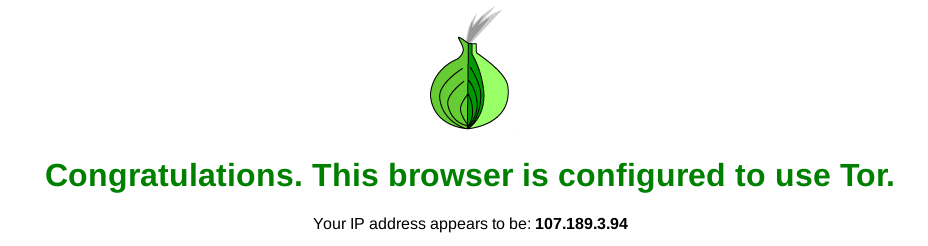 Congratulations. This browser is configured to use Tor.
Your IP address appears to be: 107.189.3.94